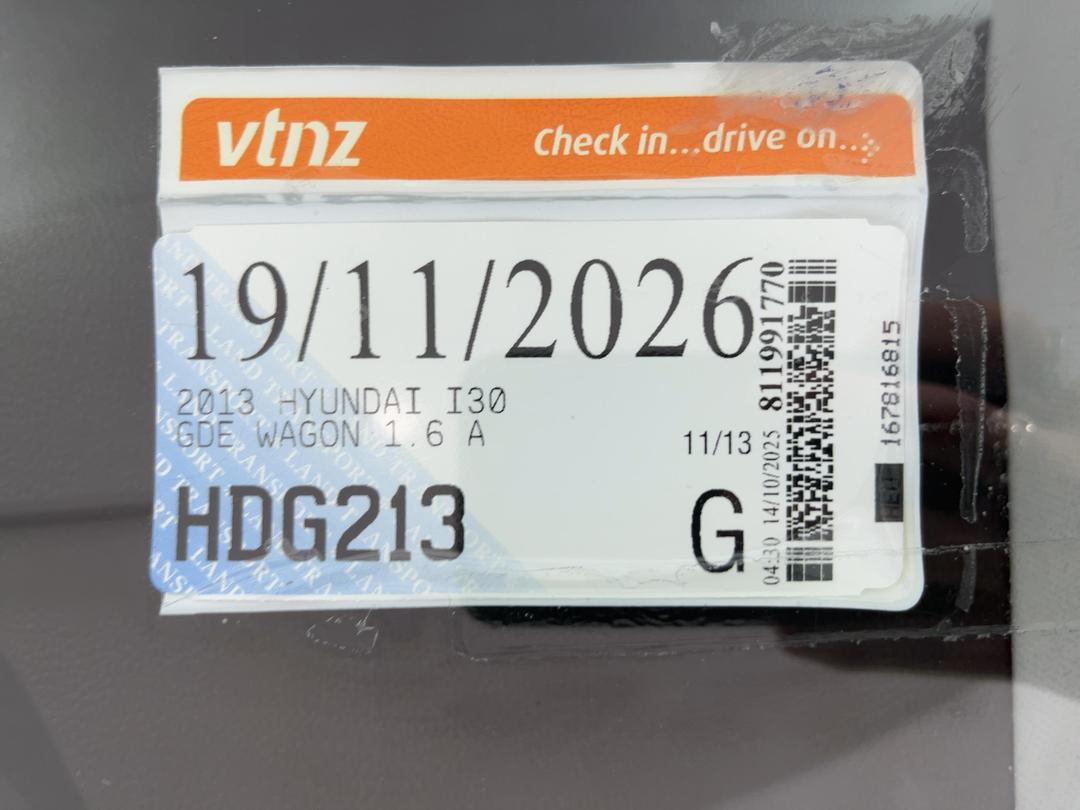 vtnz
Check in...drive on...
19/11/2026
2013 HYUNDAI I30
GDE WAGON 1.6 A
11/13
HDG213
G
04:30 14/10/2025 811991770
167816815